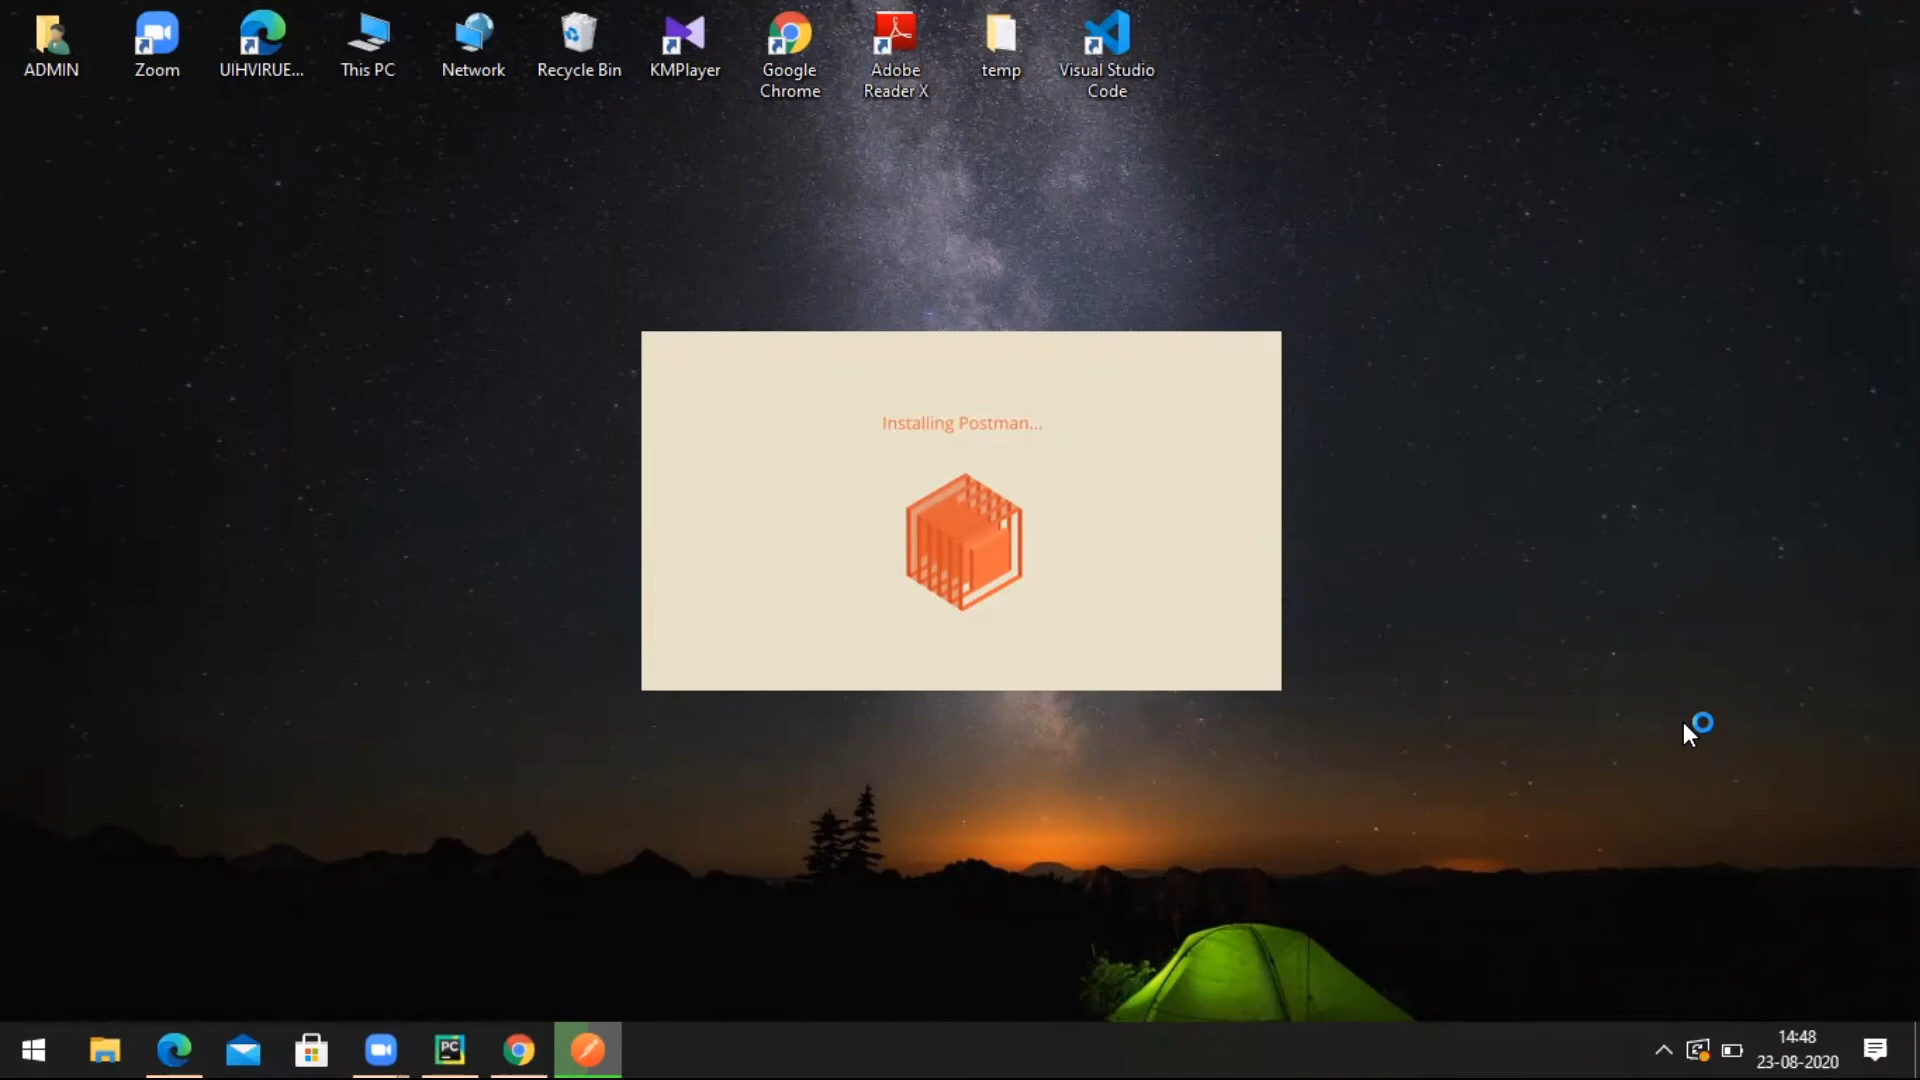 ADMIN
Zoom
UIHVIRUE...
This PC
Network
Recycle Bin
KMPlayer
Google
Chrome
Adobe
Reader X
temp
Visual Studio
Code
Installing Postman...
PC
14:48
23-08-2020